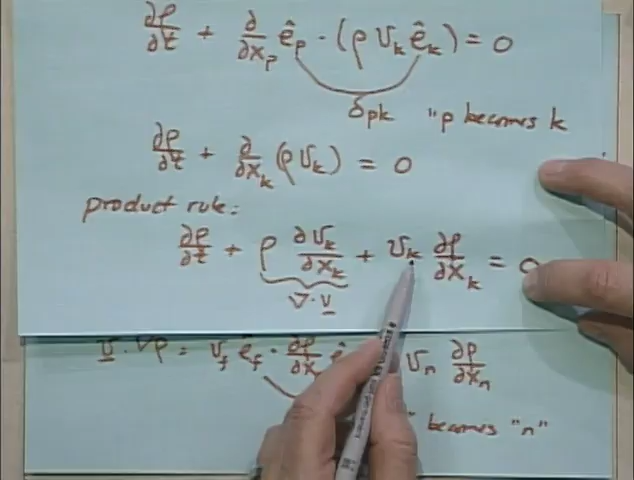 ∂ρ/∂t + ∂/∂x_p ê_p · (ρ v_k ê_k) = 0
δ_pk "p becomes k
∂ρ/∂t + ∂/∂x_k (ρ v_k) = 0
product rule:
∂ρ/∂t + ρ ∂v_k/∂x_k + v_k ∂ρ/∂x_k = 0
∇·v
v · ∇ρ = v_f ê_f · ∂ρ/∂x ê v_n ∂ρ/∂x_n
" becomes "n"